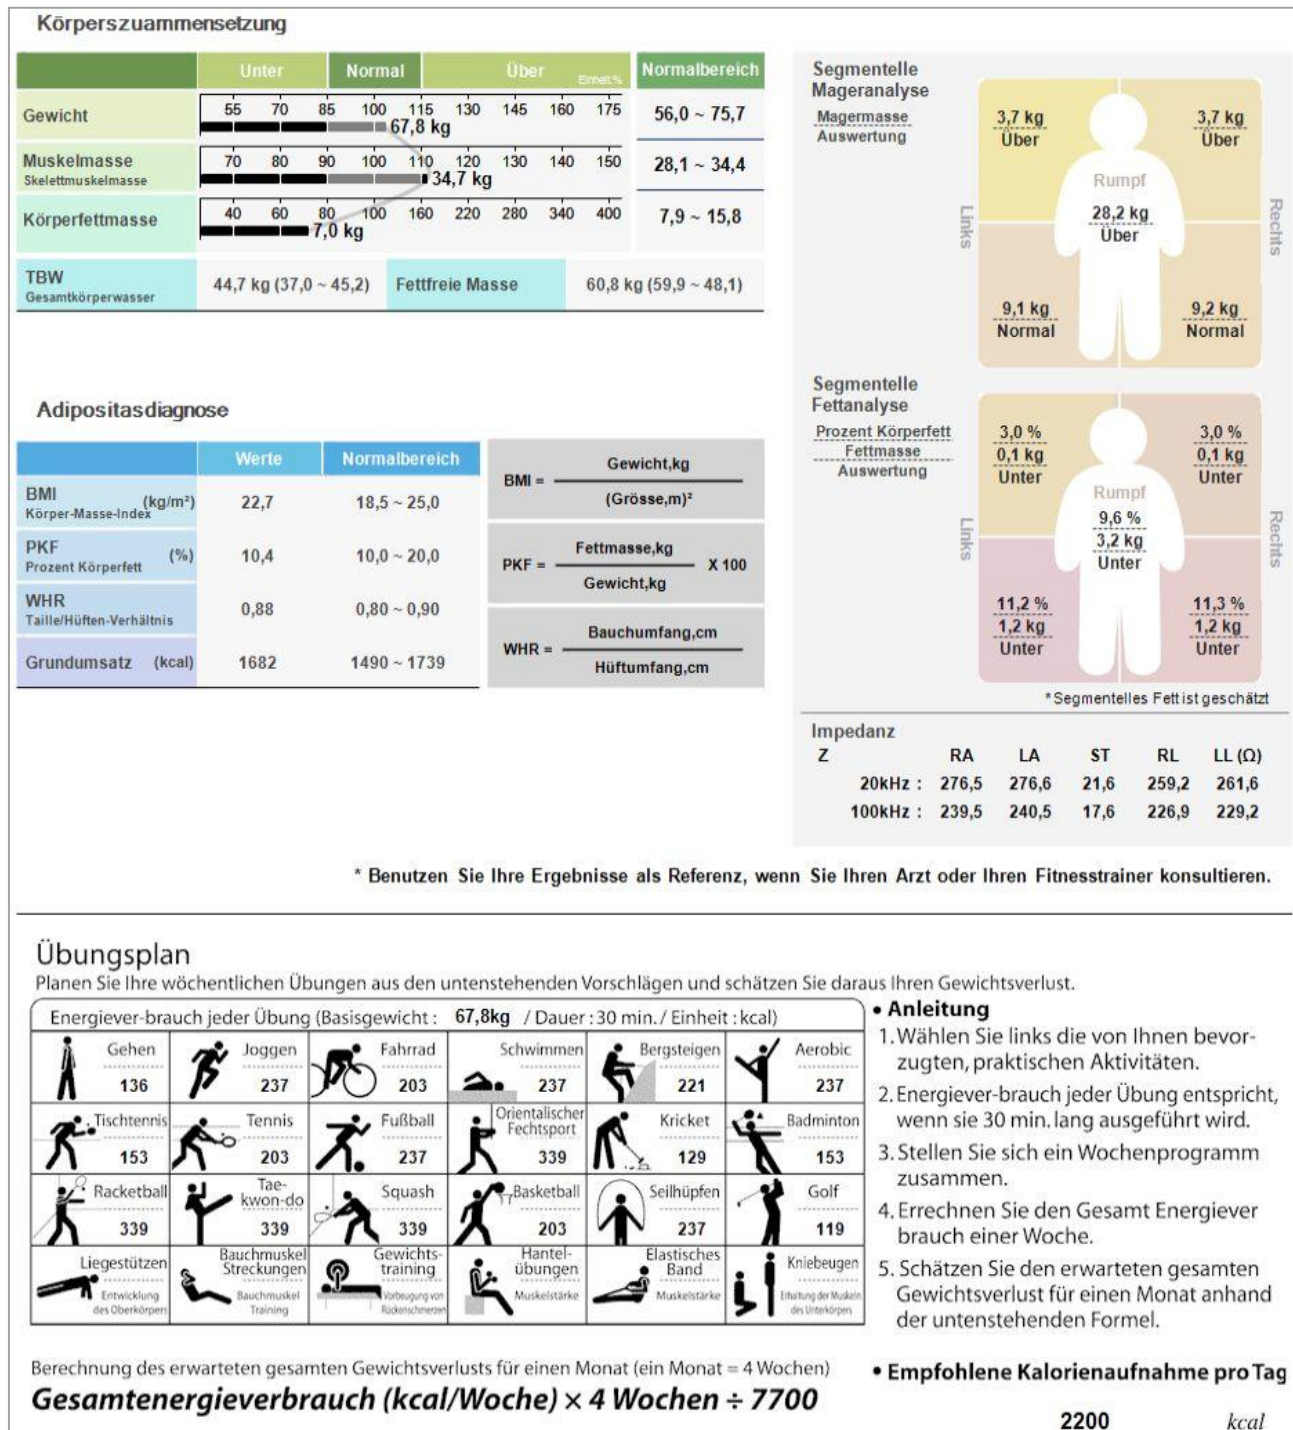 Körperszuammensetzung
Unter Normal Über Einheit:% Normalbereich
Gewicht 55 70 85 100 115 130 145 160 175 67,8 kg 56,0 ~ 75,7
Muskelmasse 70 80 90 100 110 120 130 140 150 28,1 ~ 34,4
Skelettmuskelmasse 34,7 kg
Körperfettmasse 40 60 80 100 160 220 280 340 400 7,0 kg 7,9 ~ 15,8
TBW 44,7 kg (37,0 ~ 45,2) Fettfreie Masse 60,8 kg (59,9 ~ 48,1)
Gesamtkörperwasser
Adipositasdiagnose
Werte Normalbereich
BMI (kg/m²) 22,7 18,5 ~ 25,0
Körper-Masse-Index
PKF (%) 10,4 10,0 ~ 20,0
Prozent Körperfett
WHR 0,88 0,80 ~ 0,90
Taille/Hüften-Verhältnis
Grundumsatz (kcal) 1682 1490 ~ 1739
BMI = Gewicht,kg
(Grösse,m)²
PKF = Fettmasse,kg X 100
Gewicht,kg
WHR = Bauchumfang,cm
Hüftumfang,cm
Segmentelle
Mageranalyse
Magermasse
Auswertung
3,7 kg 3,7 kg
Über Über
Rumpf
28,2 kg
Über
Links Rechts
9,1 kg 9,2 kg
Normal Normal
Segmentelle
Fettanalyse
Prozent Körperfett
Fettmasse
Auswertung
3,0 % 3,0 %
0,1 kg 0,1 kg
Unter Unter
Rumpf
9,6 %
3,2 kg
Unter
Links Rechts
11,2 % 11,3 %
1,2 kg 1,2 kg
Unter Unter
*Segmentelles Fett ist geschätzt
Impedanz
Z RA LA ST RL LL (Ω)
20kHz : 276,5 276,6 21,6 259,2 261,6
100kHz : 239,5 240,5 17,6 226,9 229,2
* Benutzen Sie Ihre Ergebnisse als Referenz, wenn Sie Ihren Arzt oder Ihren Fitnesstrainer konsultieren.
Übungsplan
Planen Sie Ihre wöchentlichen Übungen aus den untenstehenden Vorschlägen und schätzen Sie daraus Ihren Gewichtsverlust.
Energiever-brauch jeder Übung (Basisgewicht : 67,8kg / Dauer : 30 min. / Einheit : kcal)
Gehen Joggen Fahrrad Schwimmen Bergsteigen Aerobic
136 237 203 237 221 237
Tischtennis Tennis Fußball Orientalischer Fechtsport Kricket Badminton
153 203 237 339 129 153
Racketball Tae-kwon-do Squash Basketball Seilhüpfen Golf
339 339 339 203 237 119
Liegestützen Bauchmuskel Streckungen Gewichts-training Hantel-übungen Elastisches Band Kniebeugen
Entwicklung des Oberkörpers Bauchmuskel Training Vorbeugung von Rückenschmerzen Muskelstärke Muskelstärke Erhaltung der Muskeln des Unterkörpers
Berechnung des erwarteten gesamten Gewichtsverlusts für einen Monat (ein Monat = 4 Wochen)
Gesamtenergieverbrauch (kcal/Woche) × 4 Wochen ÷ 7700
• Anleitung
1. Wählen Sie links die von Ihnen bevor-
zugten, praktischen Aktivitäten.
2. Energiever-brauch jeder Übung entspricht,
wenn sie 30 min. lang ausgeführt wird.
3. Stellen Sie sich ein Wochenprogramm
zusammen.
4. Errechnen Sie den Gesamt Energiever
brauch einer Woche.
5. Schätzen Sie den erwarteten gesamten
Gewichtsverlust für einen Monat anhand
der untenstehenden Formel.
• Empfohlene Kalorienaufnahme pro Tag
2200 kcal